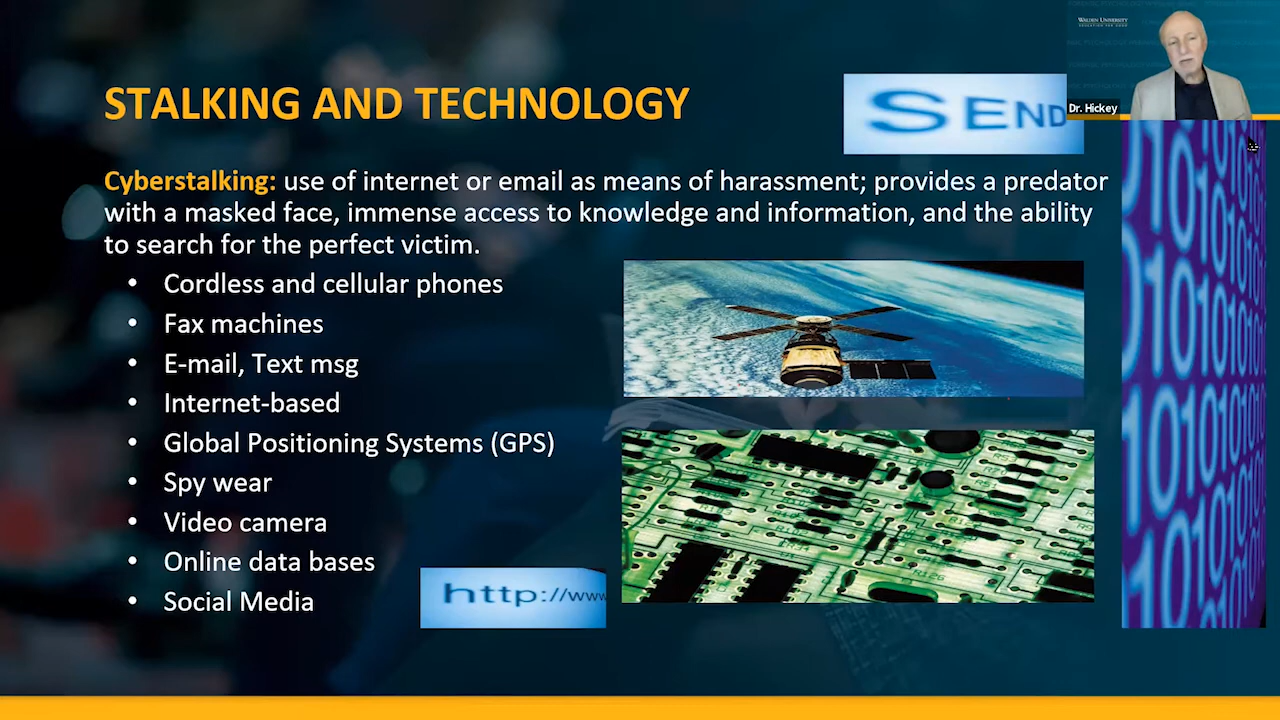 WALDEN UNIVERSITY
Dr. Hickey
STALKING AND TECHNOLOGY
SEND
Cyberstalking: use of internet or email as means of harassment; provides a predator
with a masked face, immense access to knowledge and information, and the ability
to search for the perfect victim.
• Cordless and cellular phones
• Fax machines
• E-mail, Text msg
• Internet-based
• Global Positioning Systems (GPS)
• Spy wear
• Video camera
• Online data bases
• Social Media
http://www